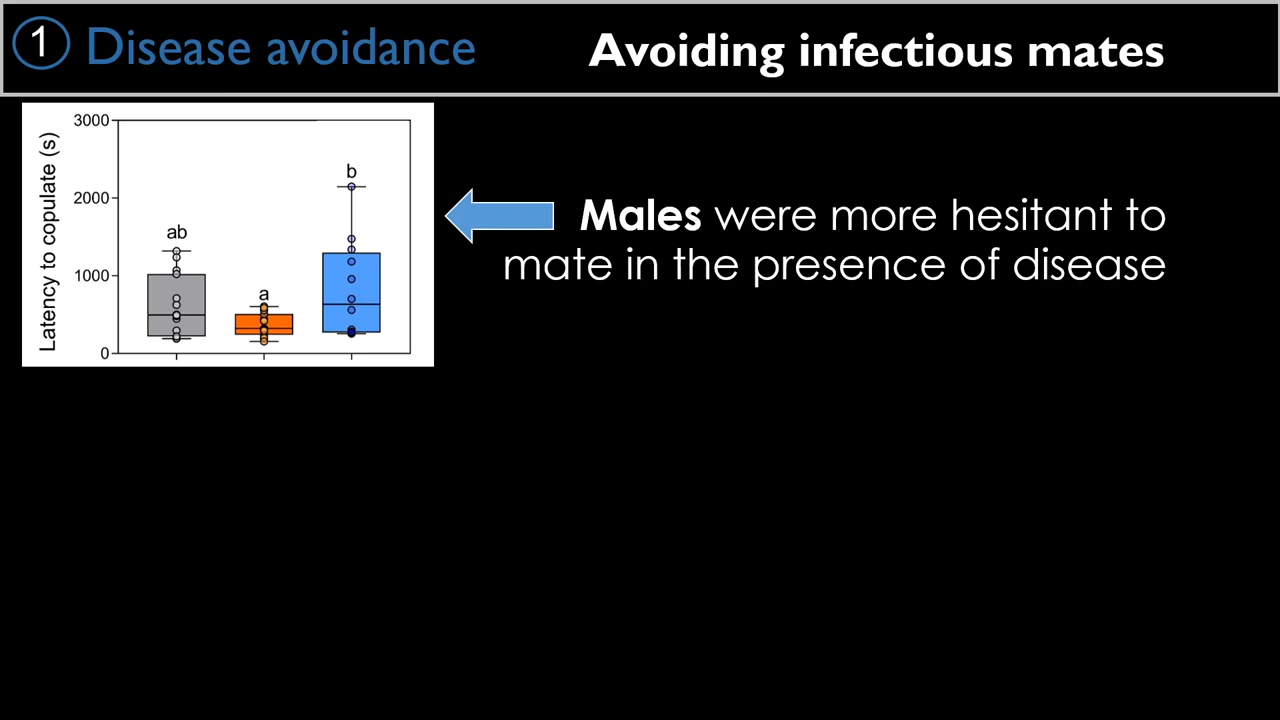 1 Disease avoidance
Avoiding infectious mates
Latency to copulate (s)
3000
2000
1000
0
ab
a
b
Males were more hesitant to
mate in the presence of disease